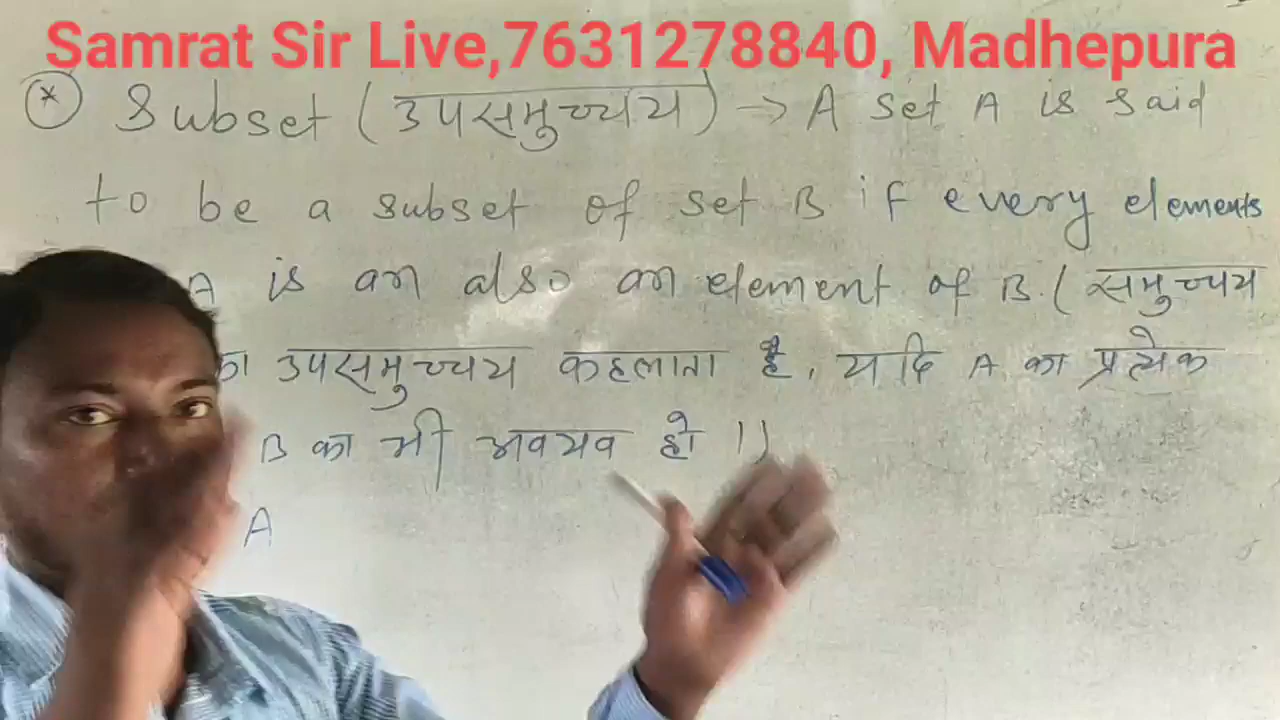 Samrat Sir Live,7631278840, Madhepura
* Subset (उपसमुच्चय) → A set A is said
to be a subset of set B if every elements
A is an also an element of B. (समुच्चय
का उपसमुच्चय कहलाता है, यदि A का प्रत्येक
B का भी अवयव हो ।)
A